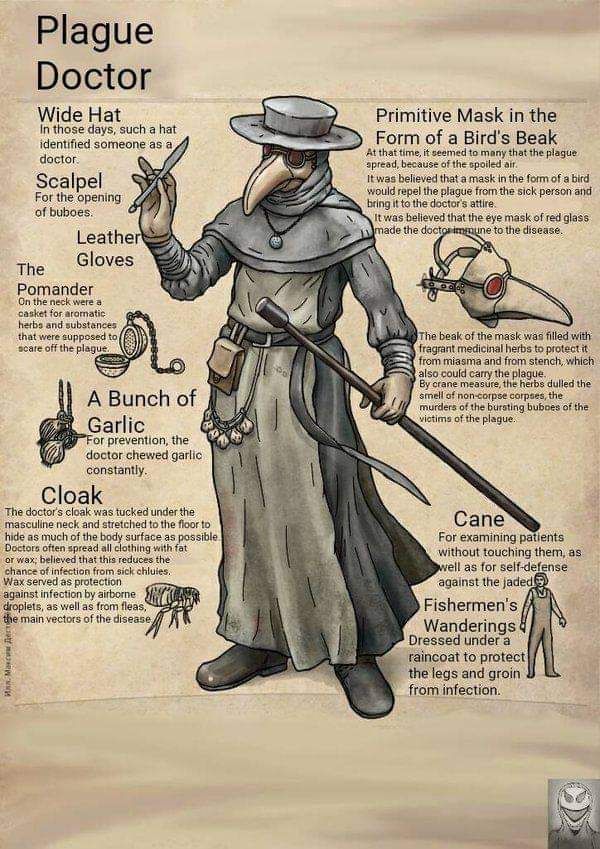 Plague
Doctor
Wide Hat
In those days, such a hat
identified someone as a
doctor.
Scalpel
For the opening
of buboes.
Leather
Gloves
The
Pomander
On the neck were a
casket for aromatic
herbs and substances
that were supposed to
scare off the plague.
A Bunch of
Garlic
For prevention, the
doctor chewed garlic
constantly.
Cloak
The doctor's cloak was tucked under the
masculine neck and stretched to the floor to
hide as much of the body surface as possible.
Doctors often spread all clothing with fat
or wax; believed that this reduces the
chance of infection from sick chluies.
Wax served as protection
against infection by airborne
droplets, as well as from fleas,
the main vectors of the disease.
Primitive Mask in the
Form of a Bird's Beak
At that time, it seemed to many that the plague
spread, because of the spoiled air.
It was believed that a mask in the form of a bird
would repel the plague from the sick person and
bring it to the doctor's attire.
It was believed that the eye mask of red glass
made the doctor immune to the disease.
The beak of the mask was filled with
fragrant medicinal herbs to protect it
from miasma and from stench, which
also could carry the plague.
By crane measure, the herbs dulled the
smell of non-corpse corpses, the
murders of the bursting buboes of the
victims of the plague.
Cane
For examining patients
without touching them, as
well as for self-defense
against the jaded
Fishermen's
Wanderings
Dressed under a
raincoat to protect
the legs and groin
from infection.
Илл. Максим